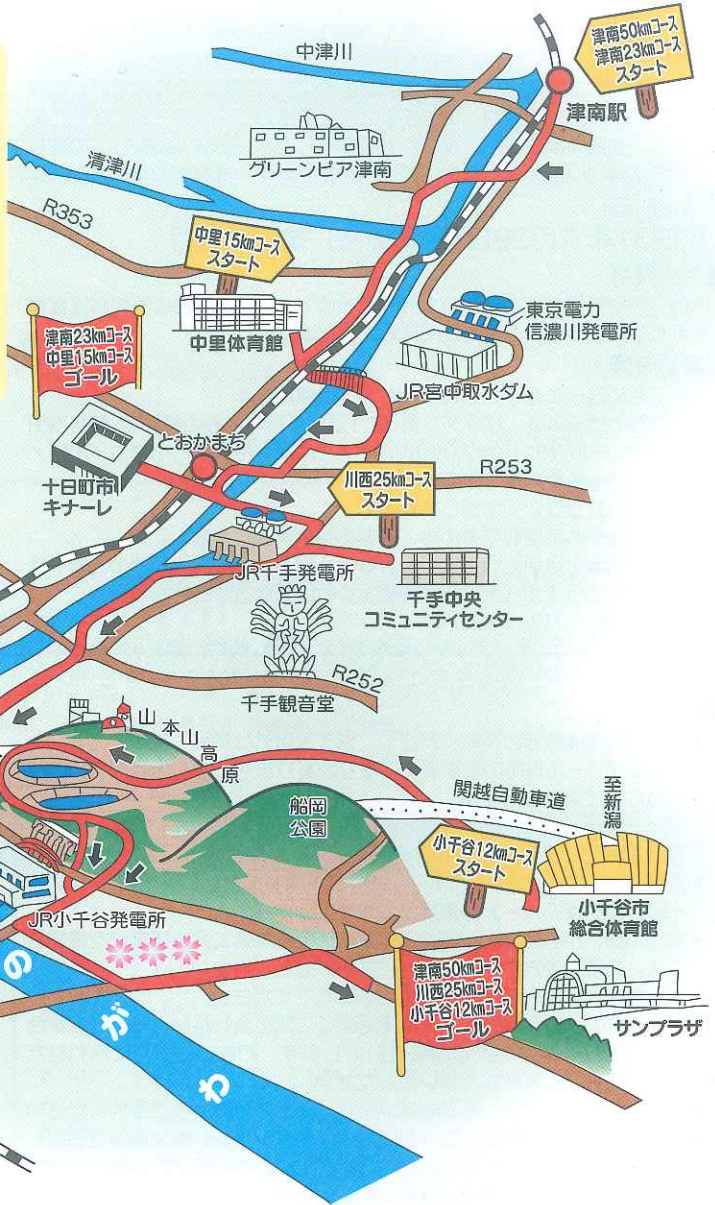 中津川
津南50kmコース
津南23kmコース
スタート
津南駅
グリーンピア津南
清津川
R353
中里15kmコース
スタート
中里体育館
東京電力
信濃川発電所
津南23kmコース
中里15kmコース
ゴール
JR宮中取水ダム
とおかまち
十日町市
キナーレ
川西25kmコース
スタート
R253
JR千手発電所
千手中央
コミュニティセンター
千手観音堂
R252
山本山高原
船岡
公園
関越自動車道
至新潟
小千谷12kmコース
スタート
小千谷市
総合体育館
JR小千谷発電所
津南50kmコース
川西25kmコース
小千谷12kmコース
ゴール
サンプラザ
のがわ